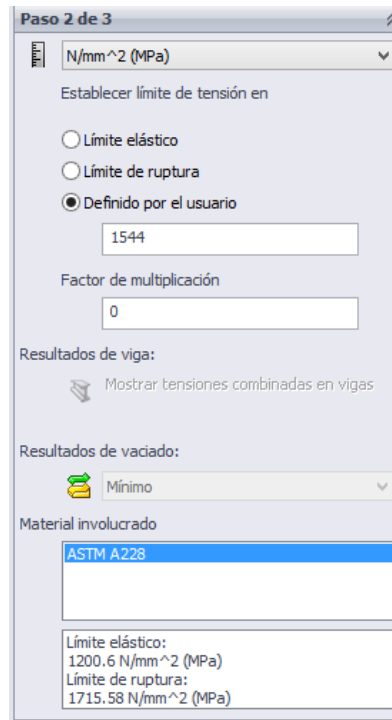 Paso 2 de 3
N/mm^2 (MPa)
Establecer límite de tensión en
Límite elástico
Límite de ruptura
Definido por el usuario
1544
Factor de multiplicación
0
Resultados de viga:
Mostrar tensiones combinadas en vigas
Resultados de vaciado:
Mínimo
Material involucrado
ASTM A228
Límite elástico:
1200.6 N/mm^2 (MPa)
Límite de ruptura:
1715.58 N/mm^2 (MPa)